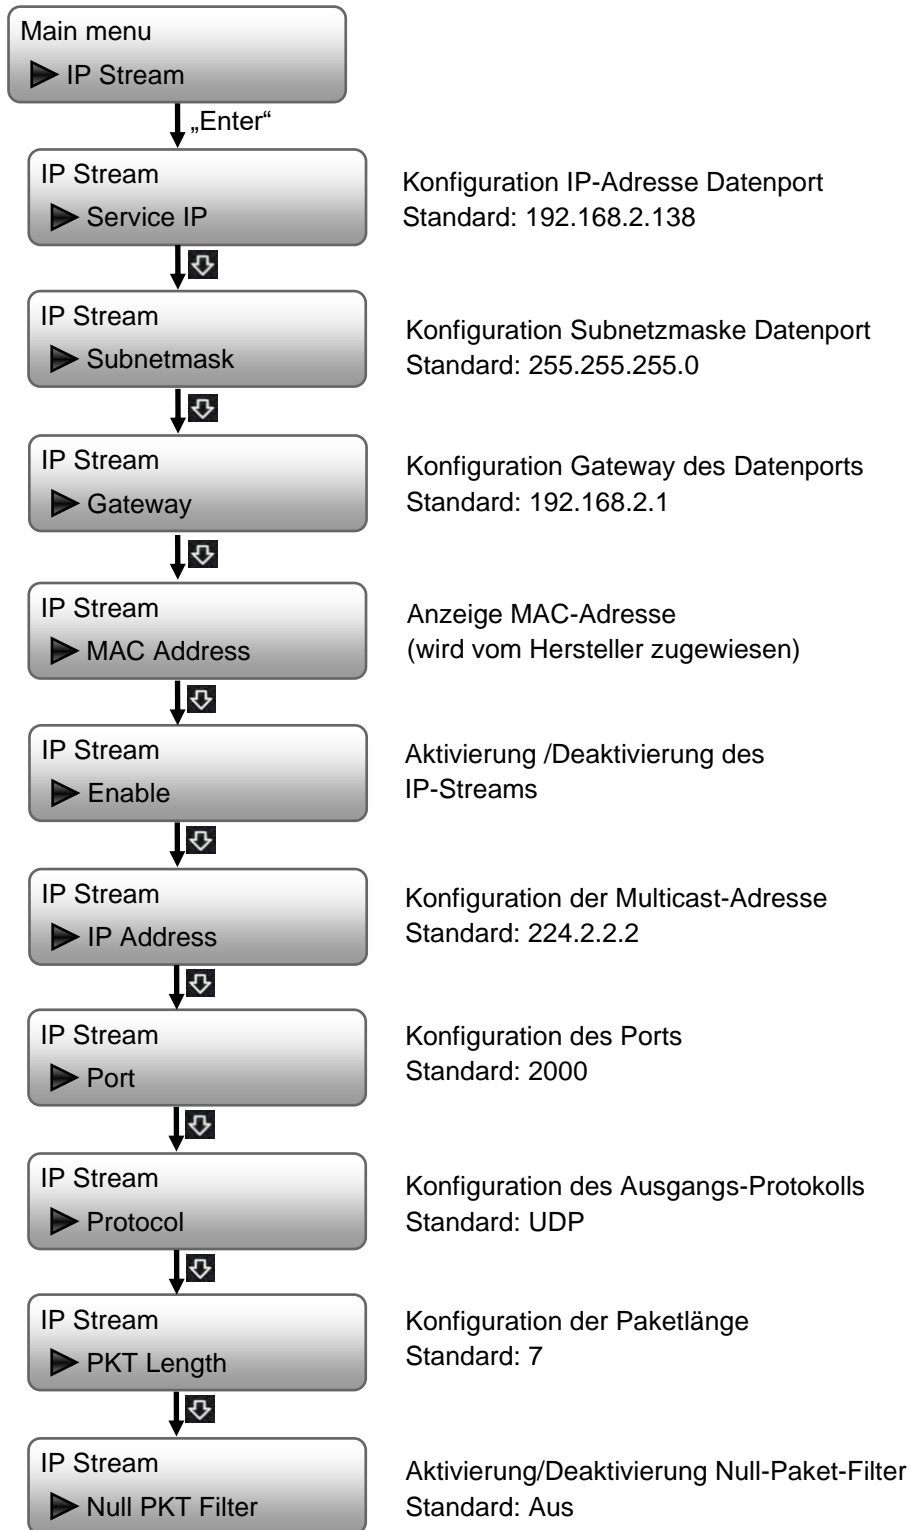 Main menu
IP Stream
„Enter“
IP Stream
Service IP
Konfiguration IP-Adresse Datenport
Standard: 192.168.2.138
IP Stream
Subnetmask
Konfiguration Subnetzmaske Datenport
Standard: 255.255.255.0
IP Stream
Gateway
Konfiguration Gateway des Datenports
Standard: 192.168.2.1
IP Stream
MAC Address
Anzeige MAC-Adresse
(wird vom Hersteller zugewiesen)
IP Stream
Enable
Aktivierung /Deaktivierung des
IP-Streams
IP Stream
IP Address
Konfiguration der Multicast-Adresse
Standard: 224.2.2.2
IP Stream
Port
Konfiguration des Ports
Standard: 2000
IP Stream
Protocol
Konfiguration des Ausgangs-Protokolls
Standard: UDP
IP Stream
PKT Length
Konfiguration der Paketlänge
Standard: 7
IP Stream
Null PKT Filter
Aktivierung/Deaktivierung Null-Paket-Filter
Standard: Aus